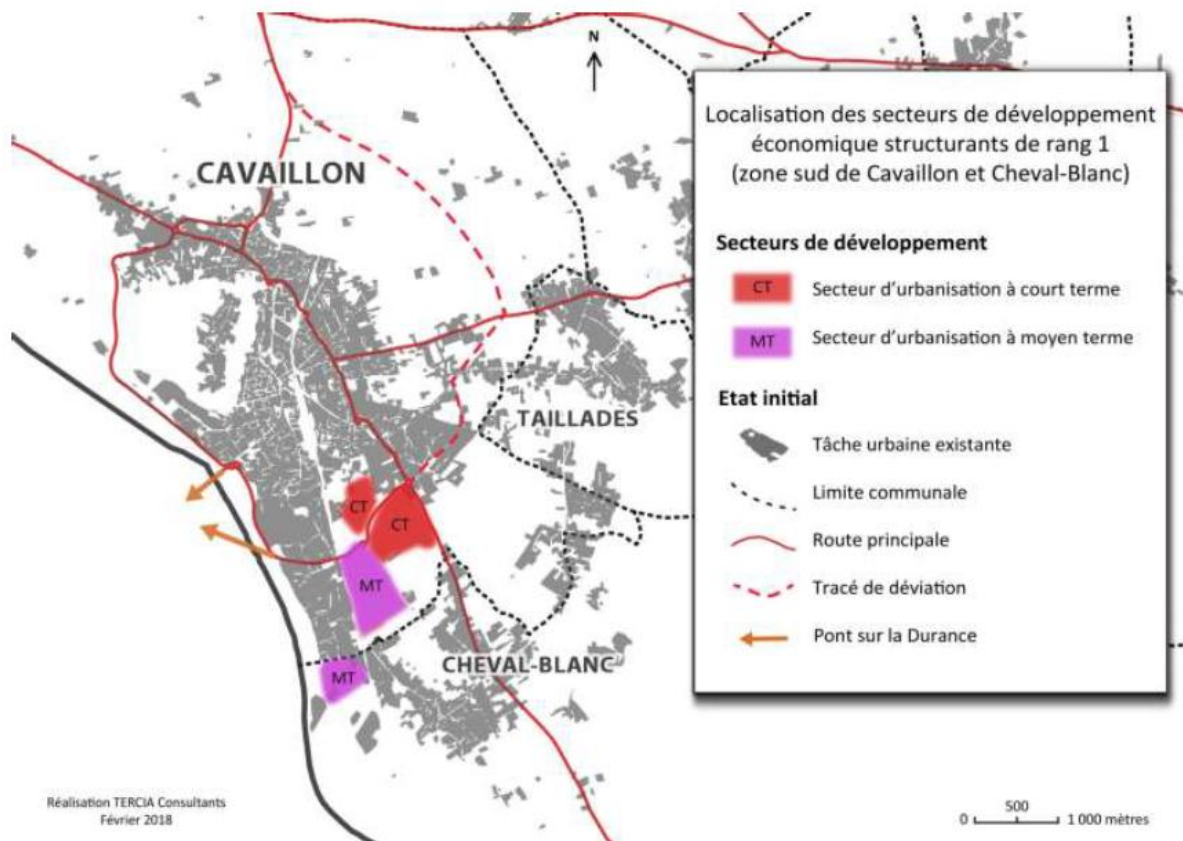 N
CAVAILLON
TAILLADES
CHEVAL-BLANC
CT
CT
MT
MT
Localisation des secteurs de développement
économique structurants de rang 1
(zone sud de Cavaillon et Cheval-Blanc)
Secteurs de développement
CT Secteur d'urbanisation à court terme
MT Secteur d'urbanisation à moyen terme
Etat initial
Tâche urbaine existante
Limite communale
Route principale
Tracé de déviation
Pont sur la Durance
Réalisation TERCIA Consultants
Février 2018
500
0 1 000 mètres